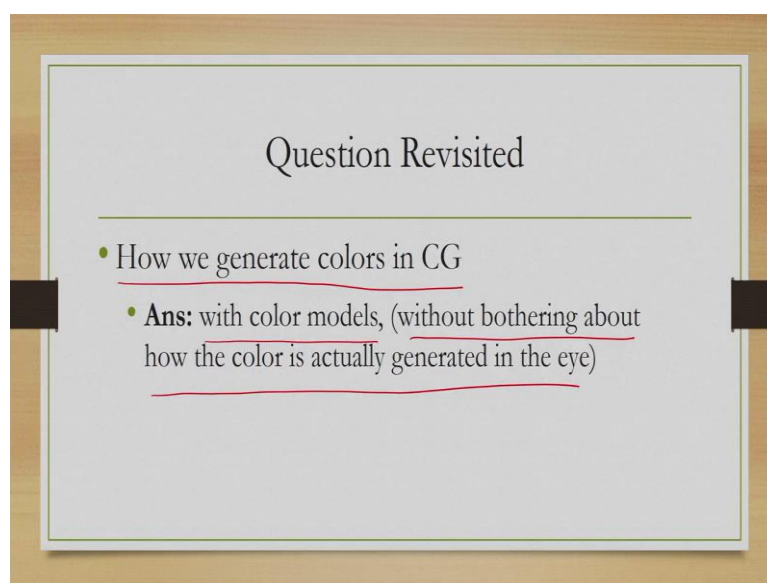 Question Revisited
• How we generate colors in CG
• Ans: with color models, (without bothering about
how the color is actually generated in the eye)